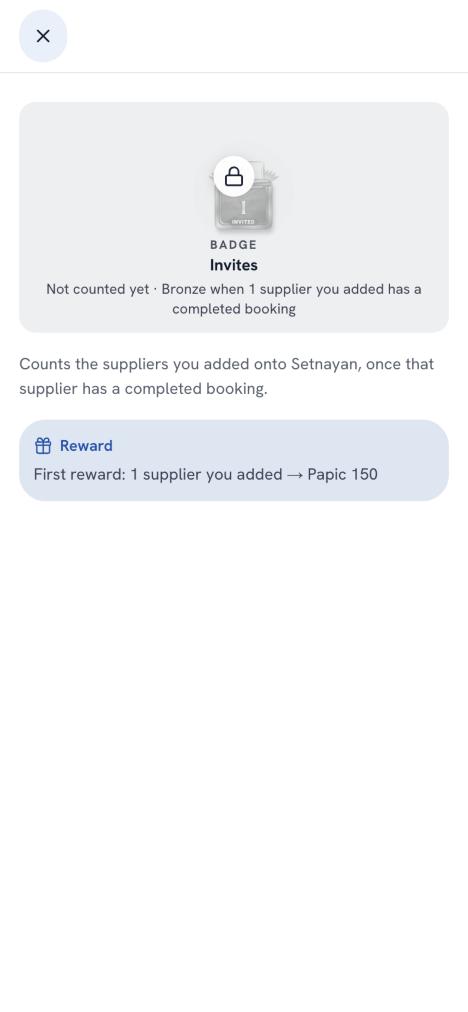 1
INVITED
BADGE
Invites
Not counted yet · Bronze when 1 supplier you added has a
completed booking
Counts the suppliers you added onto Setnayan, once that
supplier has a completed booking.
Reward
First reward: 1 supplier you added → Papic 150